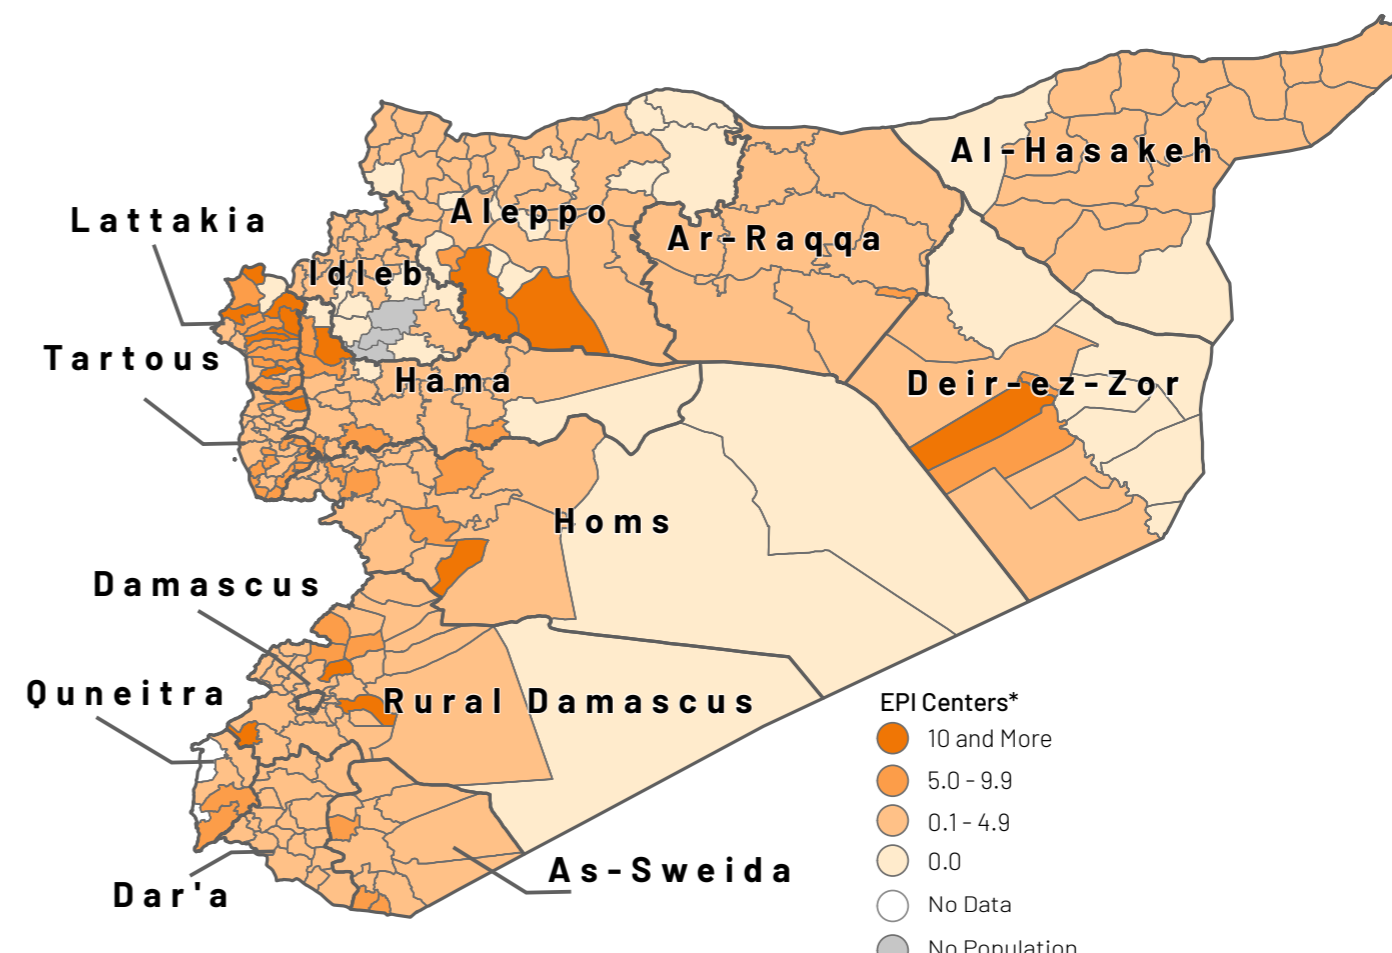 Al-Hasakeh
Lattakia
Aleppo
Ar-Raqqa
Idleb
Tartous
Hama
Deir-ez-Zor
Homs
Damascus
Quneitra
Rural Damascus
EPI Centers*
10 and More
5.0 - 9.9
0.1 - 4.9
0.0
No Data
No Population
As-Sweida
Dar'a